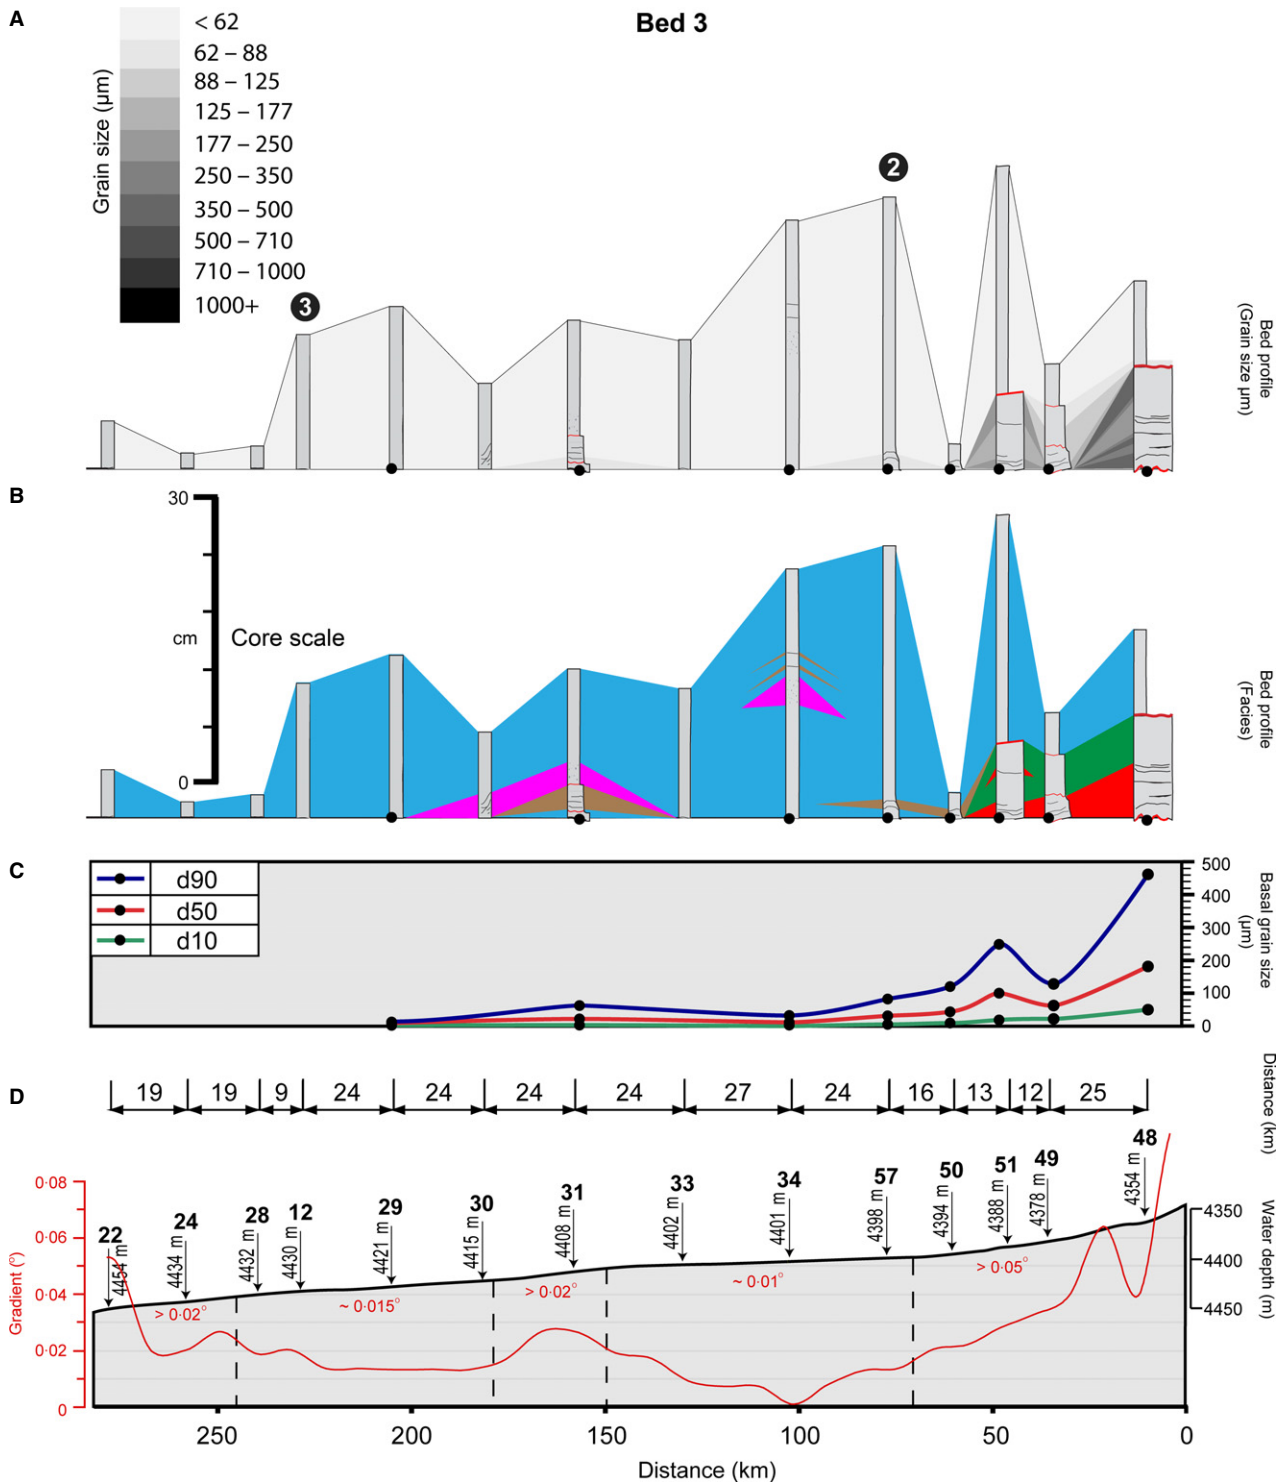 A
Bed 3
Grain size (µm)
< 62
62 – 88
88 – 125
125 – 177
177 – 250
250 – 350
350 – 500
500 – 710
710 – 1000
1000+
3
2
Bed profile
(Grain size µm)
B
30
cm
0
Core scale
Bed profile
(Facies)
C
d90
d50
d10
500
400
300
200
100
0
Basal grain size
(µm)
D
19
19
9
24
24
24
24
27
24
16
13
12
25
Distance (km)
22
4454 m
24
4434 m
28
4432 m
12
4430 m
29
4421 m
30
4415 m
31
4408 m
33
4402 m
34
4401 m
57
4398 m
50
4394 m
51
4388 m
49
4378 m
48
4354 m
Gradient (°)
0·08
0·06
0·04
0·02
0
> 0·02°
~ 0·015°
> 0·02°
~ 0·01°
> 0·05°
4350
4400
4450
Water depth (m)
250
200
150
100
50
0
Distance (km)